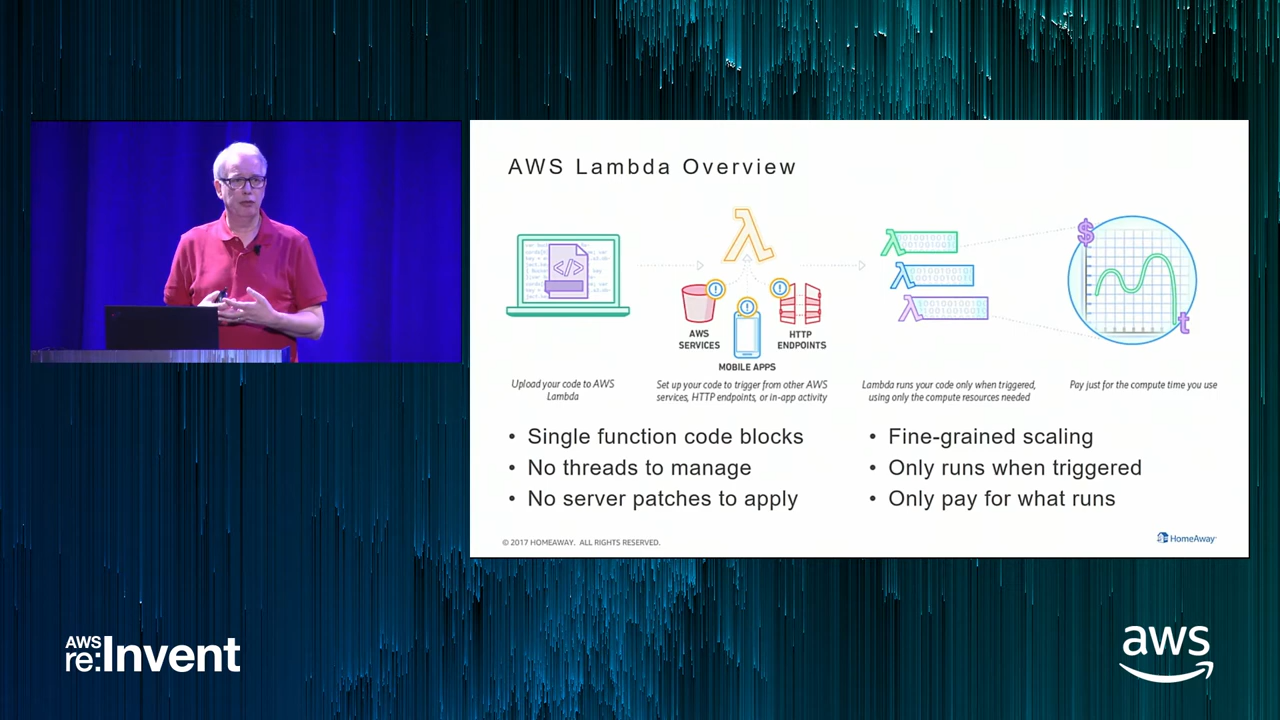 AWS Lambda Overview
$
t
AWS
SERVICES
HTTP
ENDPOINTS
MOBILE APPS
Upload your code to AWS
Lambda
Set up your code to trigger from other AWS
services, HTTP endpoints, or in-app activity
Lambda runs your code only when triggered,
using only the compute resources needed
Pay just for the compute time you use
• Single function code blocks
• No threads to manage
• No server patches to apply
• Fine-grained scaling
• Only runs when triggered
• Only pay for what runs
© 2017 HOMEAWAY. ALL RIGHTS RESERVED.
HomeAway
AWS
re:Invent
aws